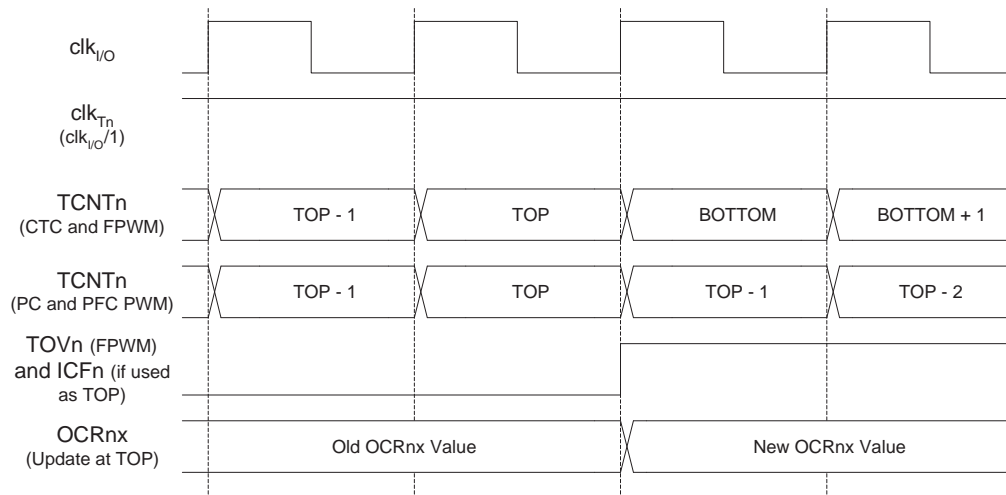 clkI/O
clkTn
(clkI/O/1)
TCNTn
(CTC and FPWM)
TOP - 1
TOP
BOTTOM
BOTTOM + 1
TCNTn
(PC and PFC PWM)
TOP - 1
TOP
TOP - 1
TOP - 2
TOVn (FPWM)
and ICFn (if used
as TOP)
OCRnx
(Update at TOP)
Old OCRnx Value
New OCRnx Value